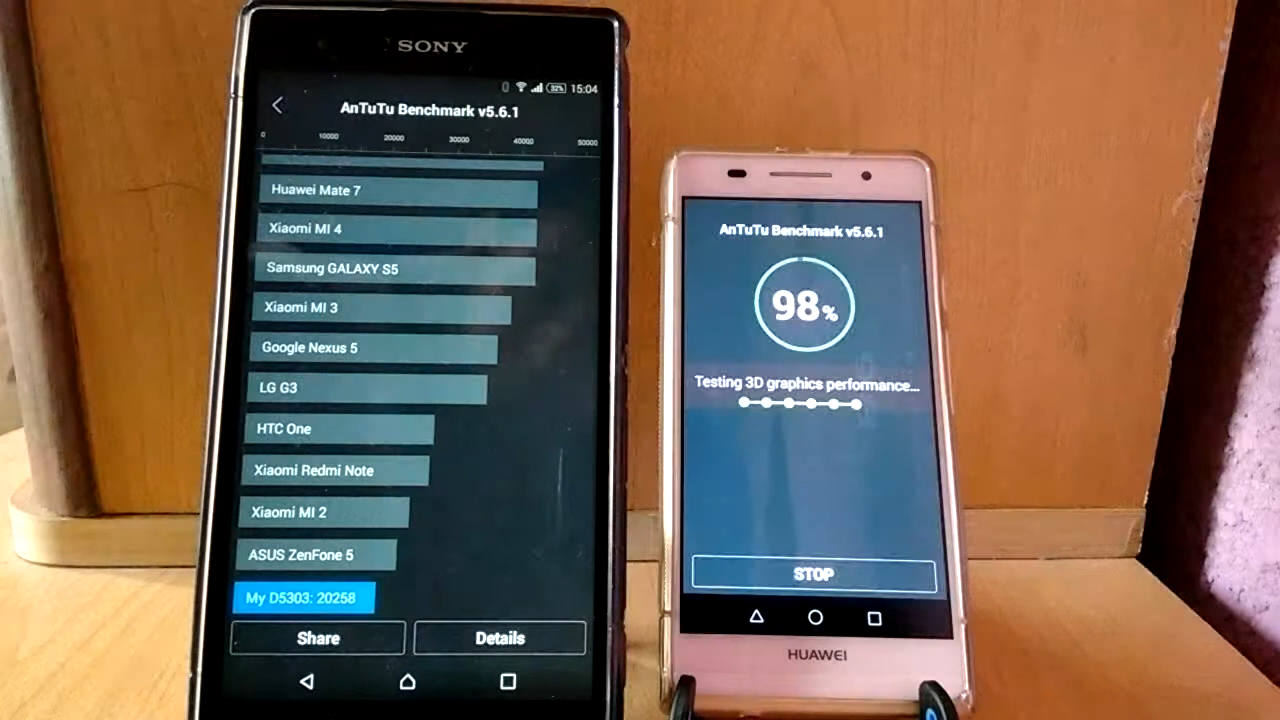 SONY
32% 15:04
AnTuTu Benchmark v5.6.1
0 10000 20000 30000 40000 50000
Huawei Mate 7
Xiaomi MI 4
Samsung GALAXY S5
Xiaomi MI 3
Google Nexus 5
LG G3
HTC One
Xiaomi Redmi Note
Xiaomi MI 2
ASUS ZenFone 5
My D5303: 20258
Share Details
AnTuTu Benchmark v5.6.1
98%
Testing 3D graphics performance...
STOP
HUAWEI